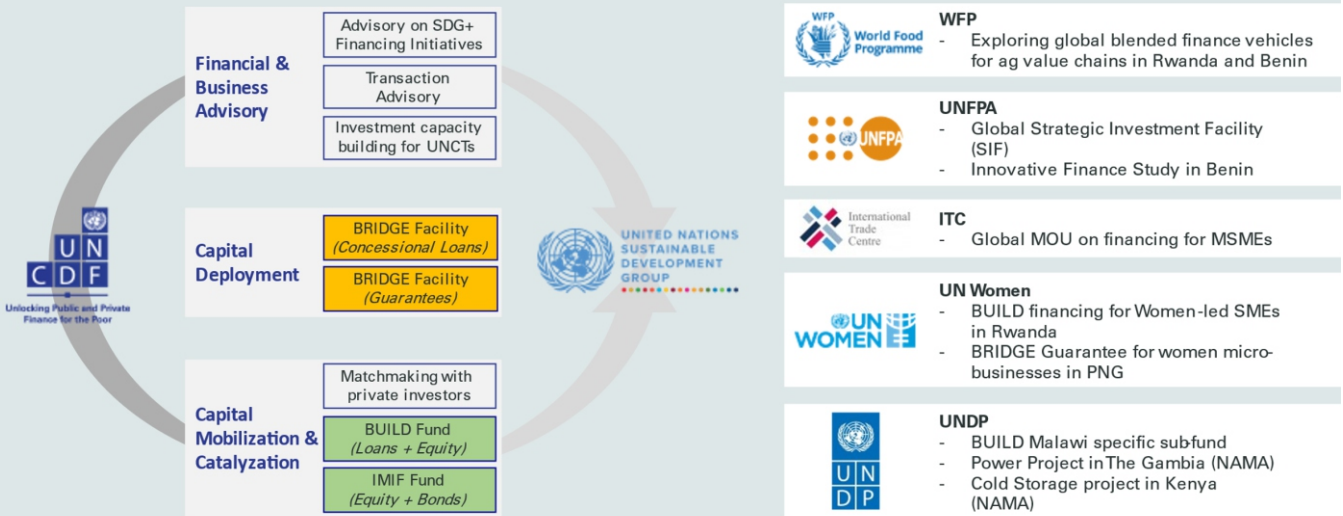 UN
CDF
Unlocking Public and Private
Finance for the Poor
Financial &
Business
Advisory
Advisory on SDG+
Financing Initiatives
Transaction
Advisory
Investment capacity
building for UNCTs
Capital
Deployment
BRIDGE Facility
(Concessional Loans)
BRIDGE Facility
(Guarantees)
Capital
Mobilization &
Catalyzation
Matchmaking with
private investors
BUILD Fund
(Loans + Equity)
IMIF Fund
(Equity + Bonds)
UNITED NATIONS
SUSTAINABLE
DEVELOPMENT
GROUP
WFP
World Food
Programme
WFP
- Exploring global blended finance vehicles
for ag value chains in Rwanda and Benin
UNFPA
UNFPA
- Global Strategic Investment Facility
(SIF)
- Innovative Finance Study in Benin
International
Trade
Centre
ITC
- Global MOU on financing for MSMEs
UN
WOMEN
UN Women
- BUILD financing for Women-led SMEs
in Rwanda
- BRIDGE Guarantee for women micro-
businesses in PNG
UN
DP
UNDP
- BUILD Malawi specific sub-fund
- Power Project in The Gambia (NAMA)
- Cold Storage project in Kenya
(NAMA)